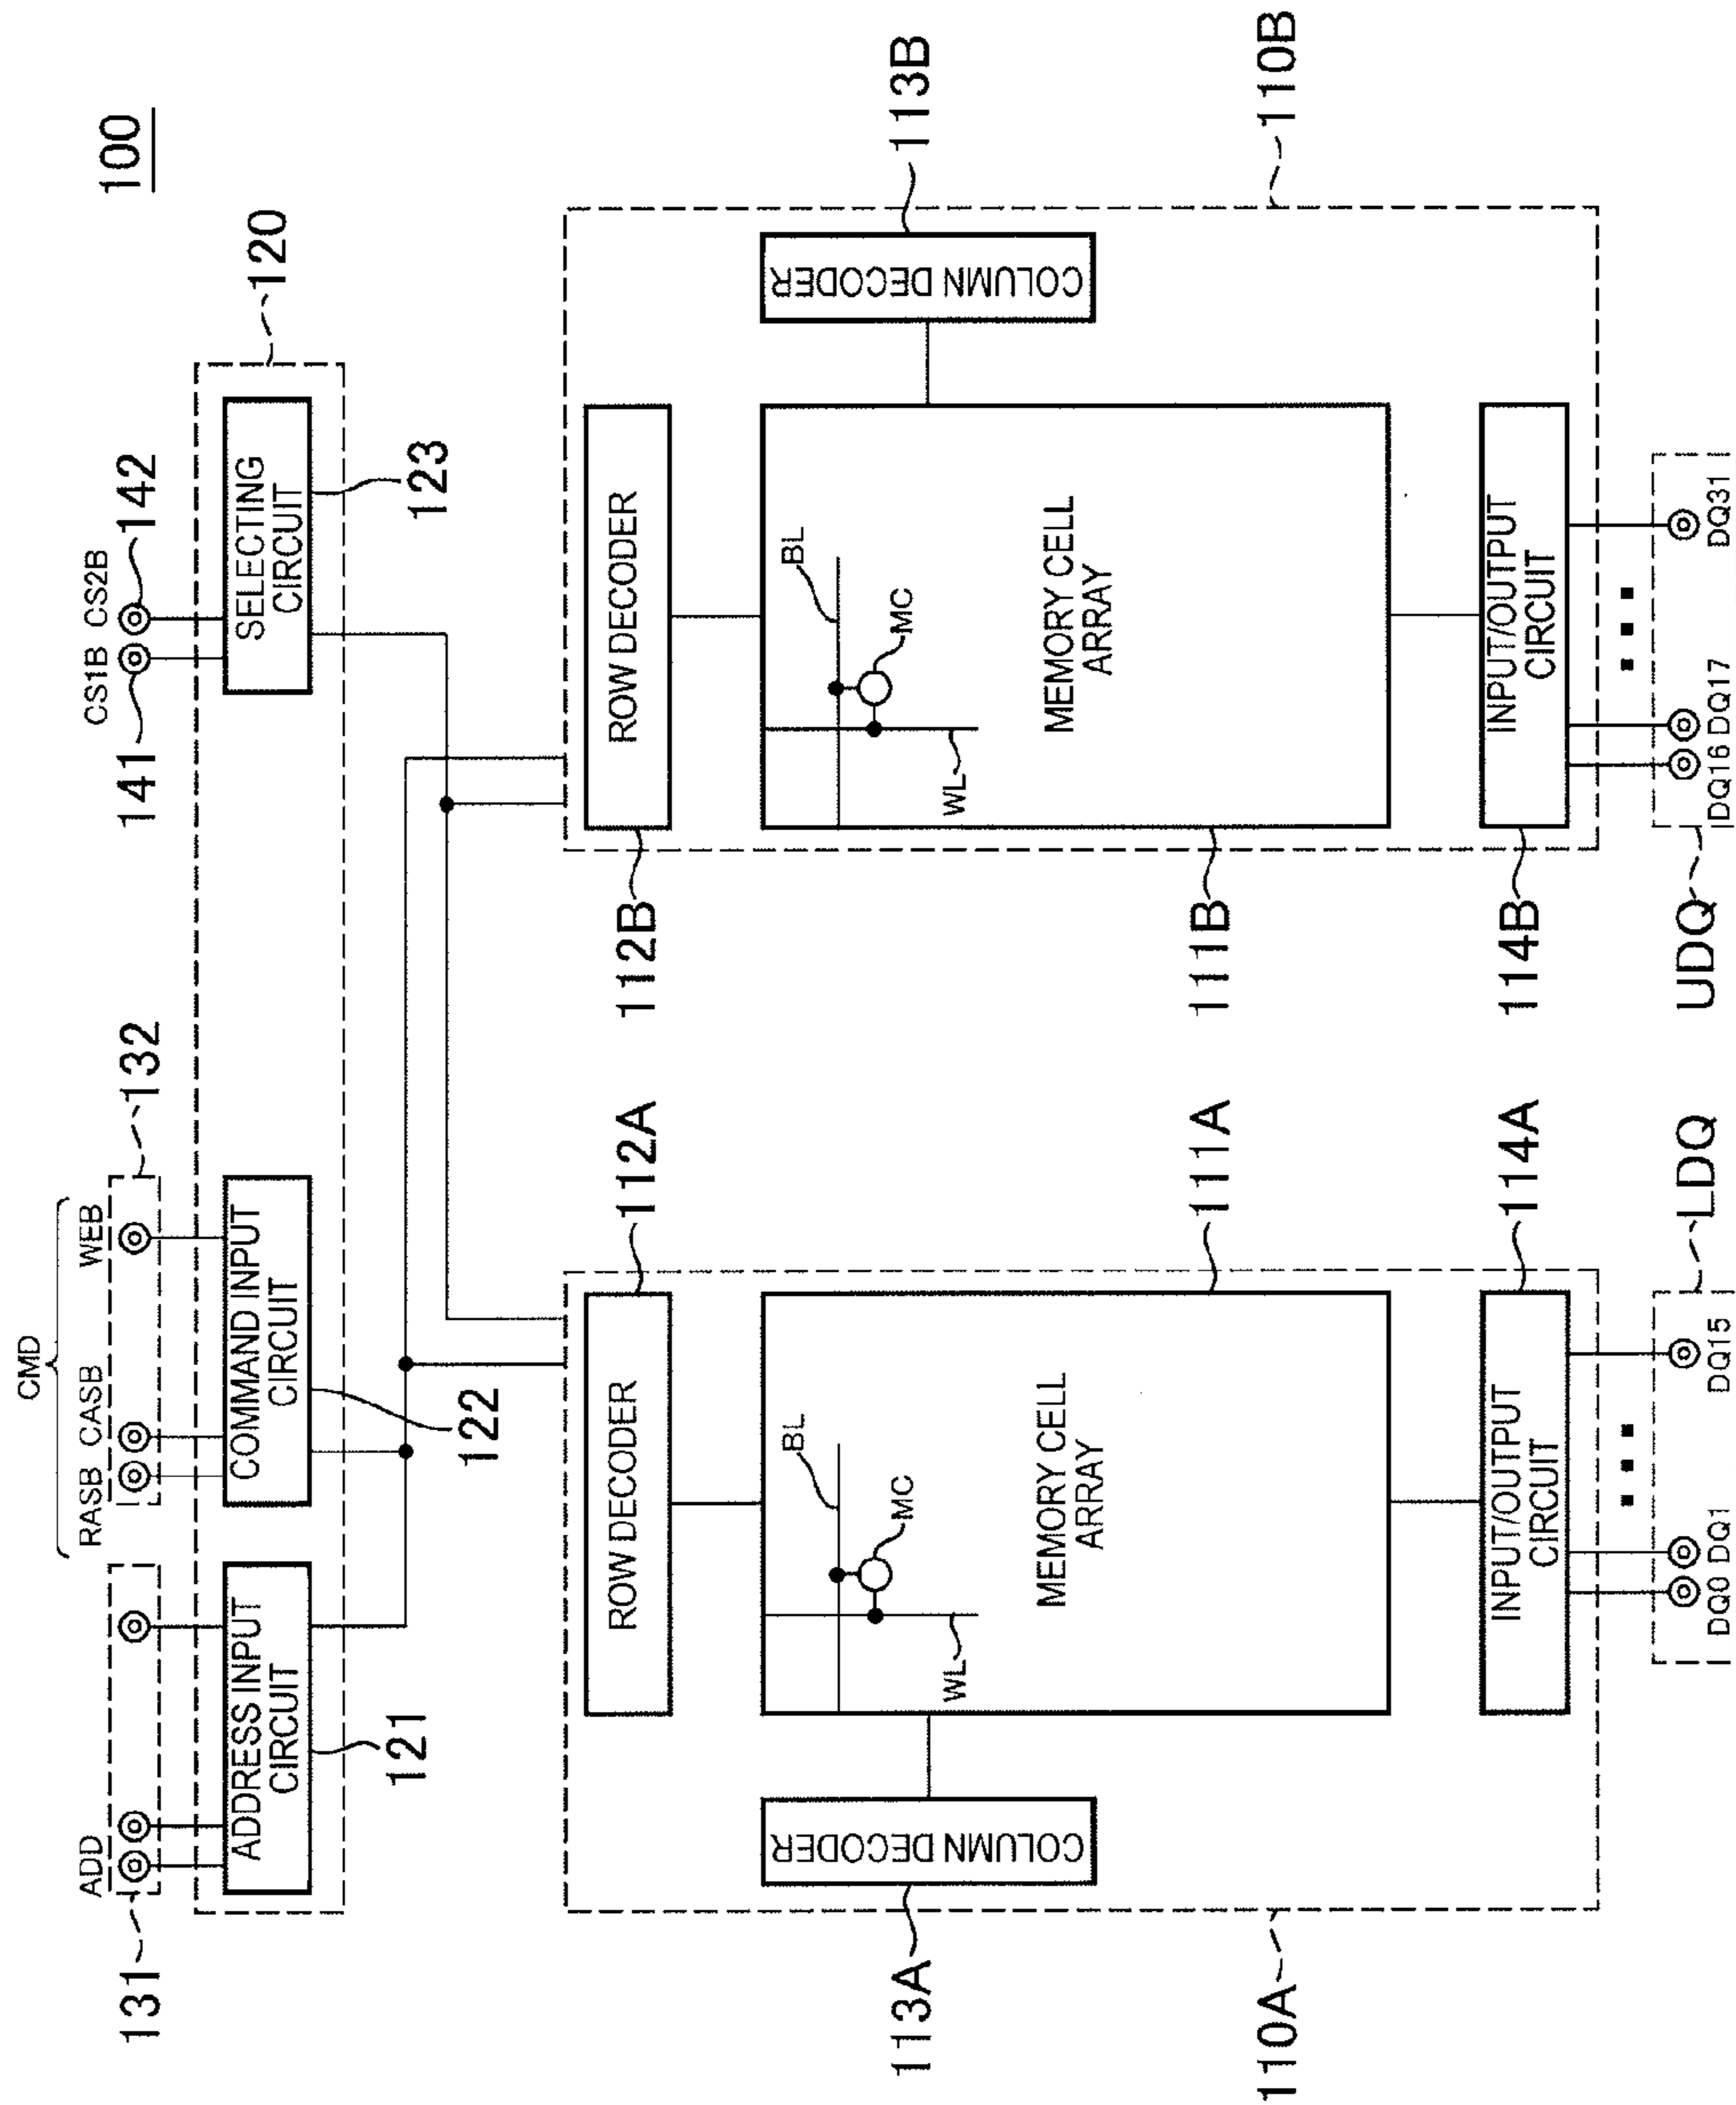 100
CMD
ADD
RASB
CASB
WEB
CS1B
CS2B
131
132
141
142
120
ADDRESS INPUT
CIRCUIT
COMMAND INPUT
CIRCUIT
SELECTING
CIRCUIT
121
122
123
112A
112B
113B
ROW DECODER
ROW DECODER
COLUMN DECODER
COLUMN DECODER
BL
MC
WL
MEMORY CELL
ARRAY
BL
MC
WL
MEMORY CELL
ARRAY
113A
111A
111B
110A
110B
INPUT/OUTPUT
CIRCUIT
114A
INPUT/OUTPUT
CIRCUIT
114B
DQ0
DQ1
DQ15
LDQ
UDQ
DQ16
DQ17
DQ31